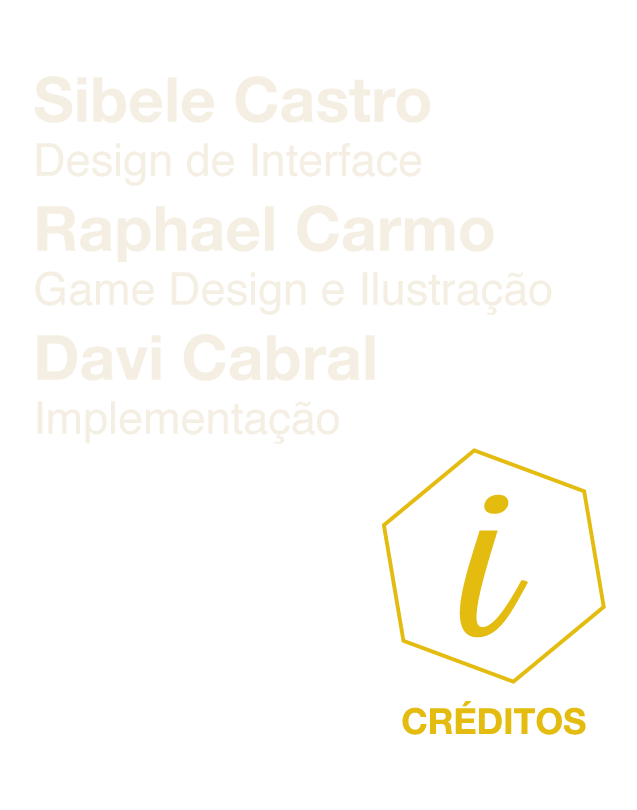 Sibele Castro
Design de Interface
Raphael Carmo
Game Design e Ilustração
Davi Cabral
Implementação
i
CRÉDITOS